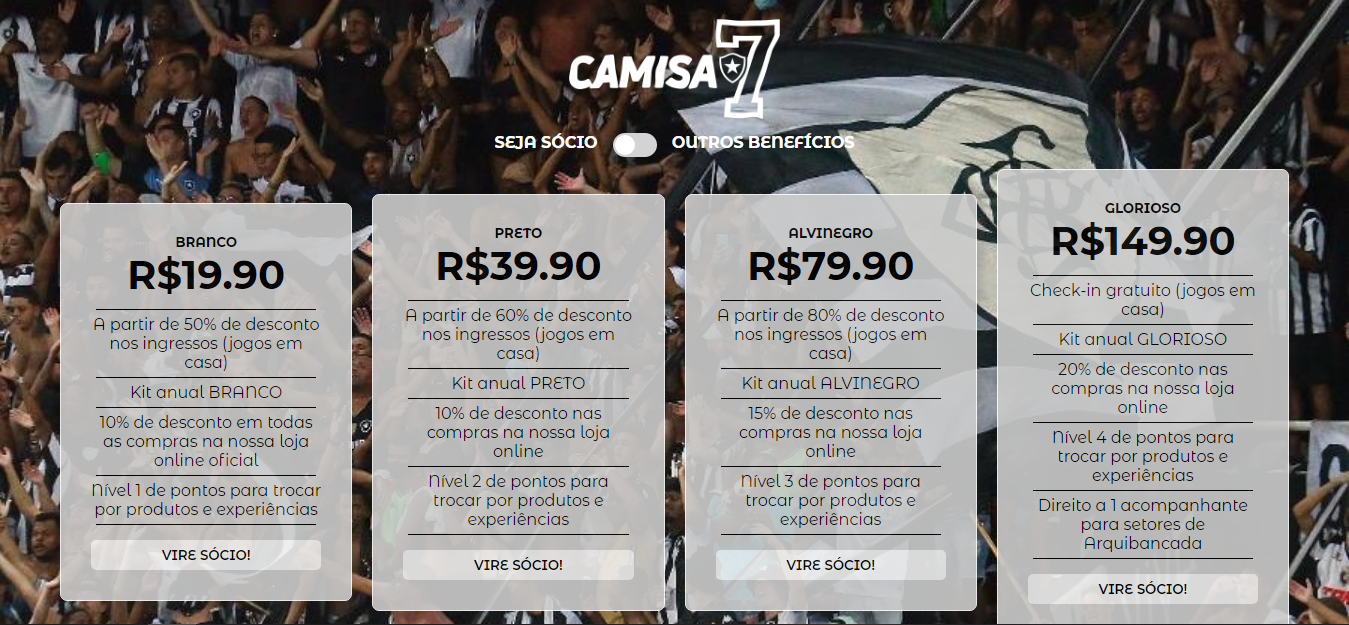 CAMISA 7
SEJA SÓCIO
OUTROS BENEFÍCIOS
BRANCO
R$19.90
A partir de 50% de desconto
nos ingressos (jogos em
casa)
Kit anual BRANCO
10% de desconto em todas
as compras na nossa loja
online oficial
Nível 1 de pontos para trocar
por produtos e experiências
VIRE SÓCIO!
PRETO
R$39.90
A partir de 60% de desconto
nos ingressos (jogos em
casa)
Kit anual PRETO
10% de desconto nas
compras na nossa loja
online
Nível 2 de pontos para
trocar por produtos e
experiências
VIRE SÓCIO!
ALVINEGRO
R$79.90
A partir de 80% de desconto
nos ingressos (jogos em
casa)
Kit anual ALVINEGRO
15% de desconto nas
compras na nossa loja
online
Nível 3 de pontos para
trocar por produtos e
experiências
VIRE SÓCIO!
GLORIOSO
R$149.90
Check-in gratuito (jogos em
casa)
Kit anual GLORIOSO
20% de desconto nas
compras na nossa loja
online
Nível 4 de pontos para
trocar por produtos e
experiências
Direito a 1 acompanhante
para setores de
Arquibancada
VIRE SÓCIO!